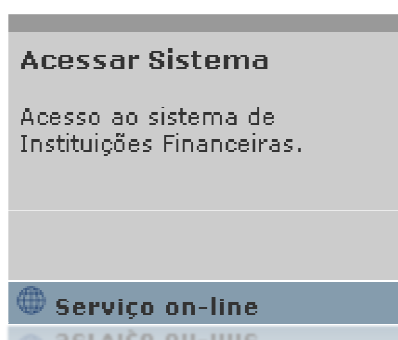 Acessar Sistema
Acesso ao sistema de
Instituições Financeiras.
Serviço on-line